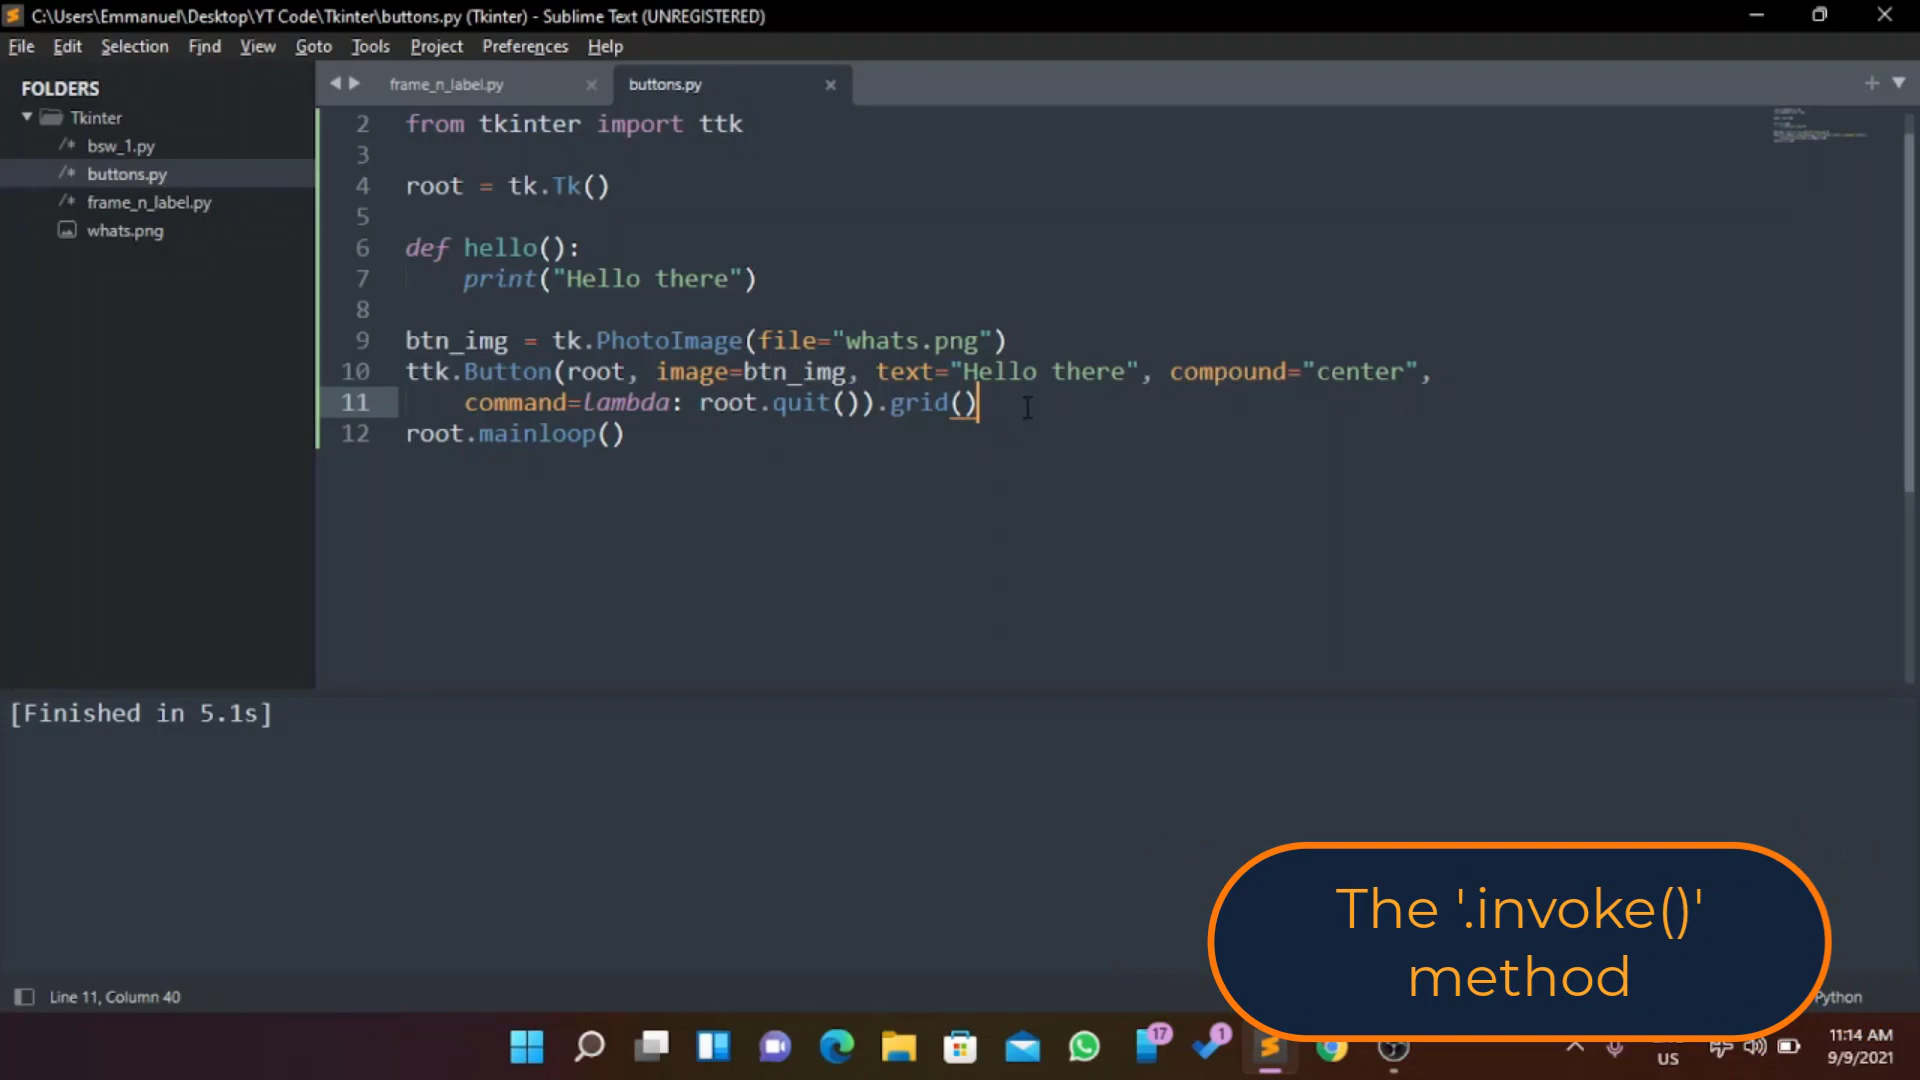 C:\Users\Emmanuel\Desktop\YT Code\Tkinter\buttons.py (Tkinter) - Sublime Text (UNREGISTERED)
File Edit Selection Find View Goto Tools Project Preferences Help
FOLDERS
Tkinter
/* bsw_1.py
/* buttons.py
/* frame_n_label.py
whats.png
frame_n_label.py × buttons.py ×
2 from tkinter import ttk
3
4 root = tk.Tk()
5
6 def hello():
7     print("Hello there")
8
9 btn_img = tk.PhotoImage(file="whats.png")
10 ttk.Button(root, image=btn_img, text="Hello there", compound="center",
11     command=lambda: root.quit()).grid()
12 root.mainloop()
[Finished in 5.1s]
The '.invoke()'
method
Line 11, Column 40
Python
17
1
US
11:14 AM
9/9/2021